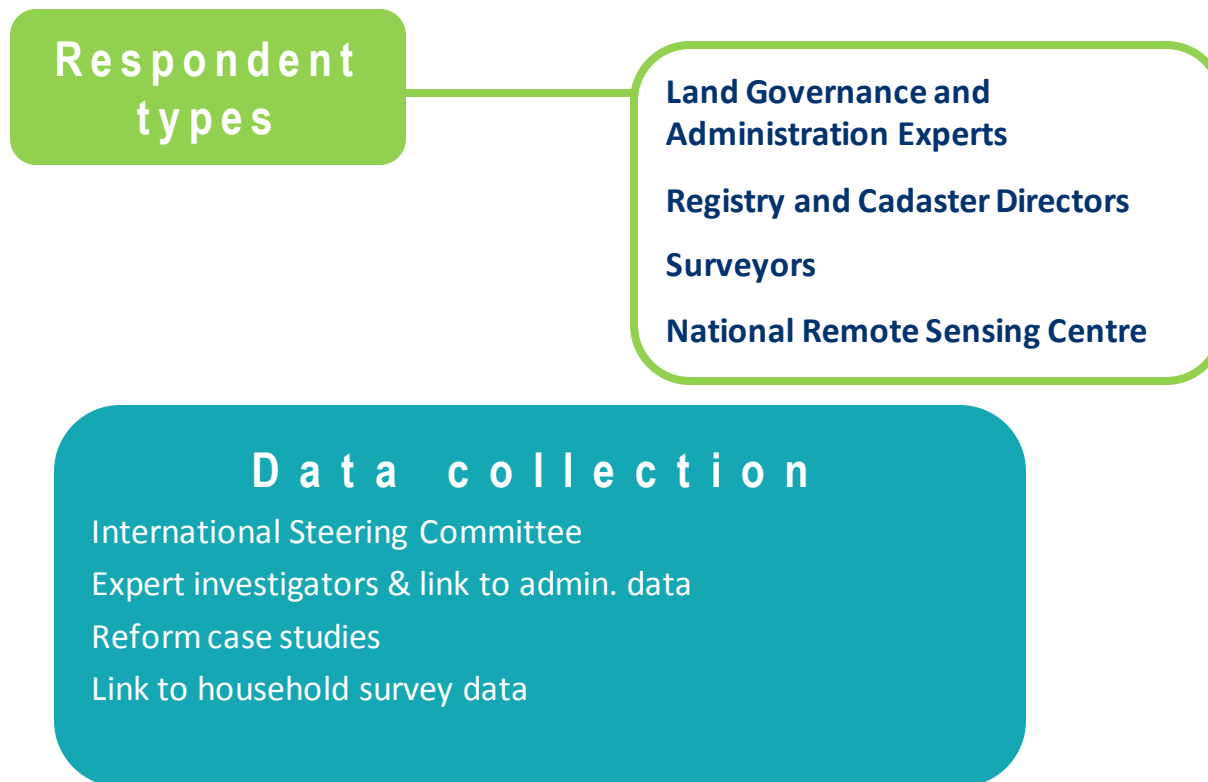 Respondent
types
Land Governance and
Administration Experts
Registry and Cadaster Directors
Surveyors
National Remote Sensing Centre
Data collection
International Steering Committee
Expert investigators & link to admin. data
Reform case studies
Link to household survey data